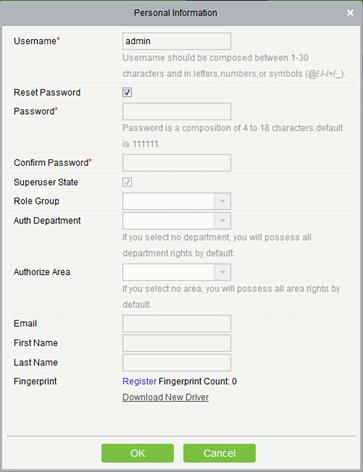 Personal Information
Username* admin
Username should be composed between 1-30
characters and in letters,numbers,or symbols (@/./-/+/_).
Reset Password
Password*
Password is a composition of 4 to 18 characters,default
is 111111.
Confirm Password*
Superuser State
Role Group
Auth Department
If you select no department, you will possess all
department rights by default.
Authorize Area
If you select no area, you will possess all area rights by
default.
Email
First Name
Last Name
Fingerprint Register Fingerprint Count: 0
Download New Driver
OK Cancel